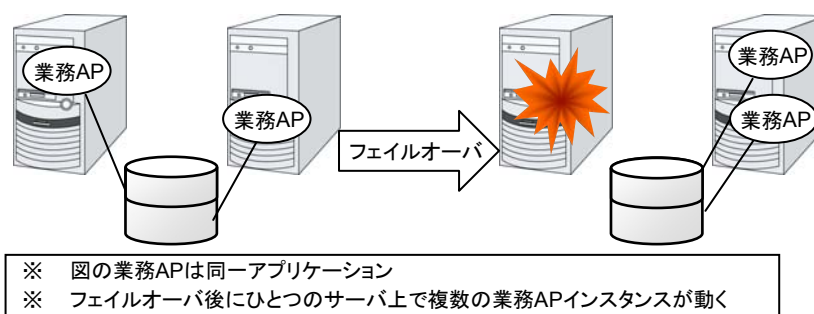 業務AP
業務AP
フェイルオーバ
業務AP
業務AP
※ 図の業務APは同一アプリケーション
※ フェイルオーバ後にひとつのサーバ上で複数の業務APインスタンスが動く